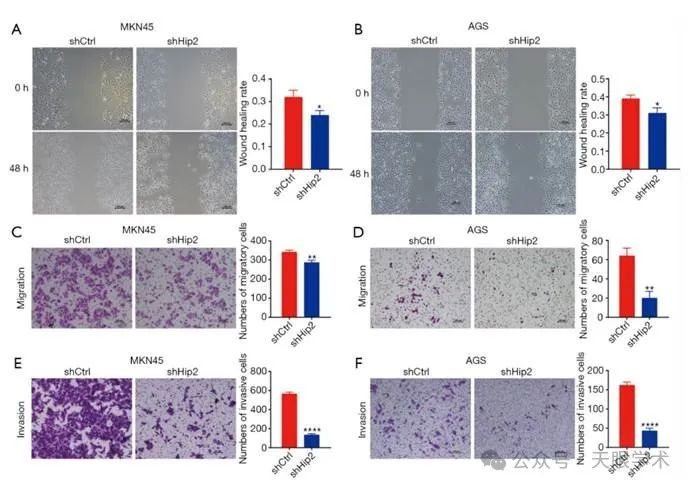 A
MKN45
shCtrl
shHip2
0 h
48 h
Wound healing rate
0.4
0.3
0.2
0.1
0.0
*
shCtrl
shHip2
B
AGS
shCtrl
shHip2
0 h
48 h
Wound healing rate
0.5
0.4
0.3
0.2
0.1
0.0
*
shCtrl
shHip2
C
MKN45
shCtrl
shHip2
Migration
Numbers of migratory cells
400
300
200
100
0
**
shCtrl
shHip2
D
AGS
shCtrl
shHip2
Migration
Numbers of migratory cells
80
60
40
20
0
**
shCtrl
shHip2
E
MKN45
shCtrl
shHip2
Invasion
Numbers of invasive cells
800
600
400
200
0
****
shCtrl
shHip2
F
AGS
shCtrl
shHip2
Invasion
Numbers of invasive cells
200
150
100
50
0
****
shCtrl
shHip2
公众号 · 天眼学术